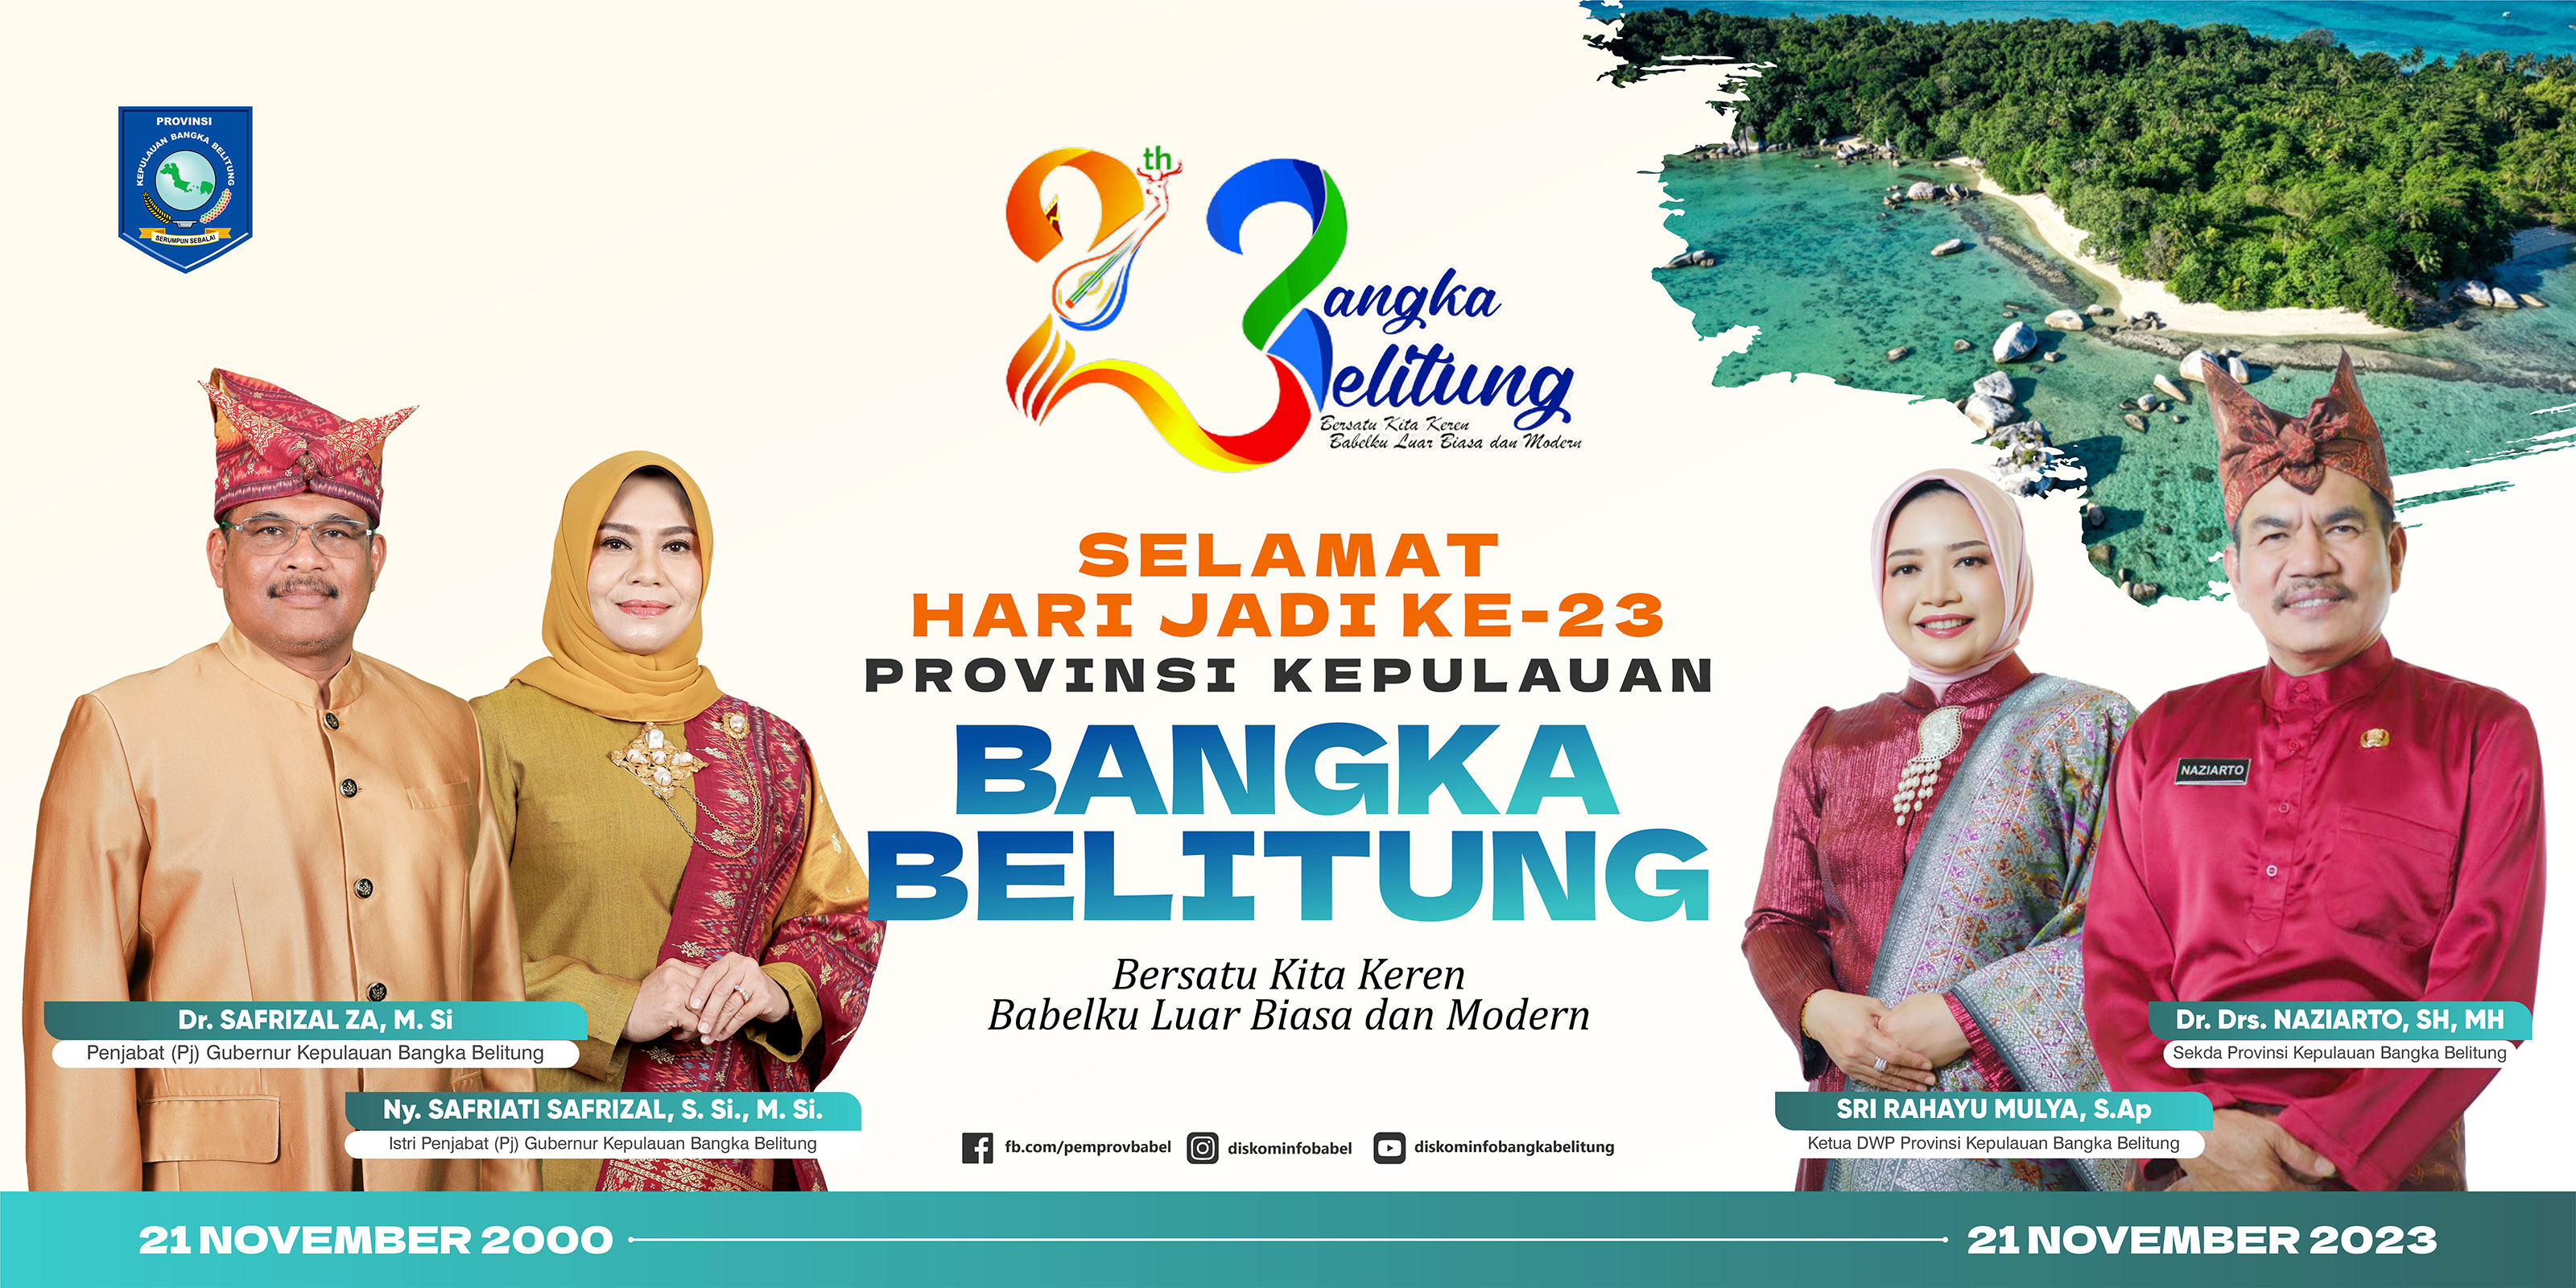 PROVINSI
KEPULAUAN BANGKA BELITUNG
SERUMPUN SEBALAI
23th
Bangka
Belitung
Bersatu Kita Keren
Babelku Luar Biasa dan Modern
SELAMAT
HARI JADI KE-23
PROVINSI KEPULAUAN
BANGKA
BELITUNG
Bersatu Kita Keren
Babelku Luar Biasa dan Modern
NAZIARTO
Dr. SAFRIZAL ZA, M. Si
Penjabat (Pj) Gubernur Kepulauan Bangka Belitung
Ny. SAFRIATI SAFRIZAL, S. Si., M. Si.
Istri Penjabat (Pj) Gubernur Kepulauan Bangka Belitung
Dr. Drs. NAZIARTO, SH, MH
Sekda Provinsi Kepulauan Bangka Belitung
SRI RAHAYU MULYA, S.Ap
Ketua DWP Provinsi Kepulauan Bangka Belitung
fb.com/pemprovbabel diskominfobabel diskominfobangkabelitung
21 NOVEMBER 2000 21 NOVEMBER 2023